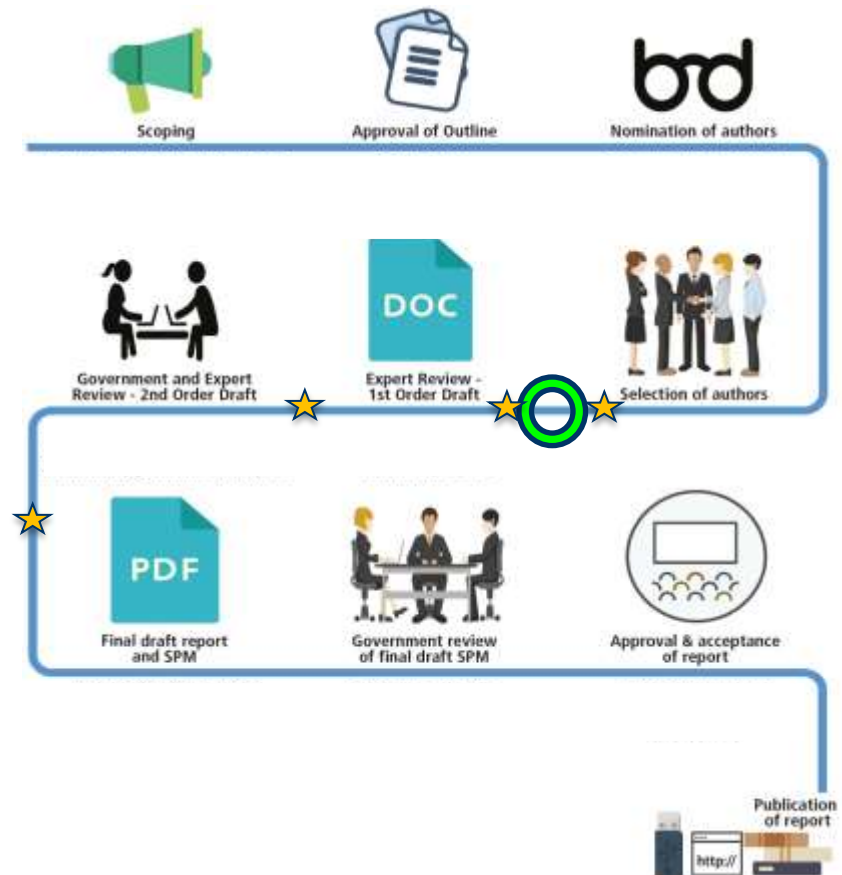 Scoping
Approval of Outline
Nomination of authors
Government and Expert
Review - 2nd Order Draft
DOC
Expert Review -
1st Order Draft
Selection of authors
PDF
Final draft report
and SPM
Government review
of final draft SPM
Approval & acceptance
of report
Publication
of report
http://